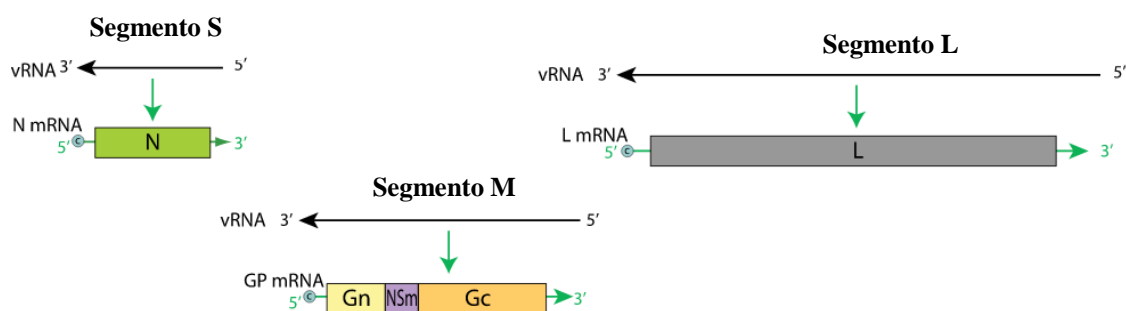 Segmento S
vRNA 3’ 5’
N mRNA
5’ c N 3’
Segmento L
vRNA 3’ 5’
L mRNA
5’ c L 3’
Segmento M
vRNA 3’ 5’
GP mRNA
5’ c Gn NSm Gc 3’